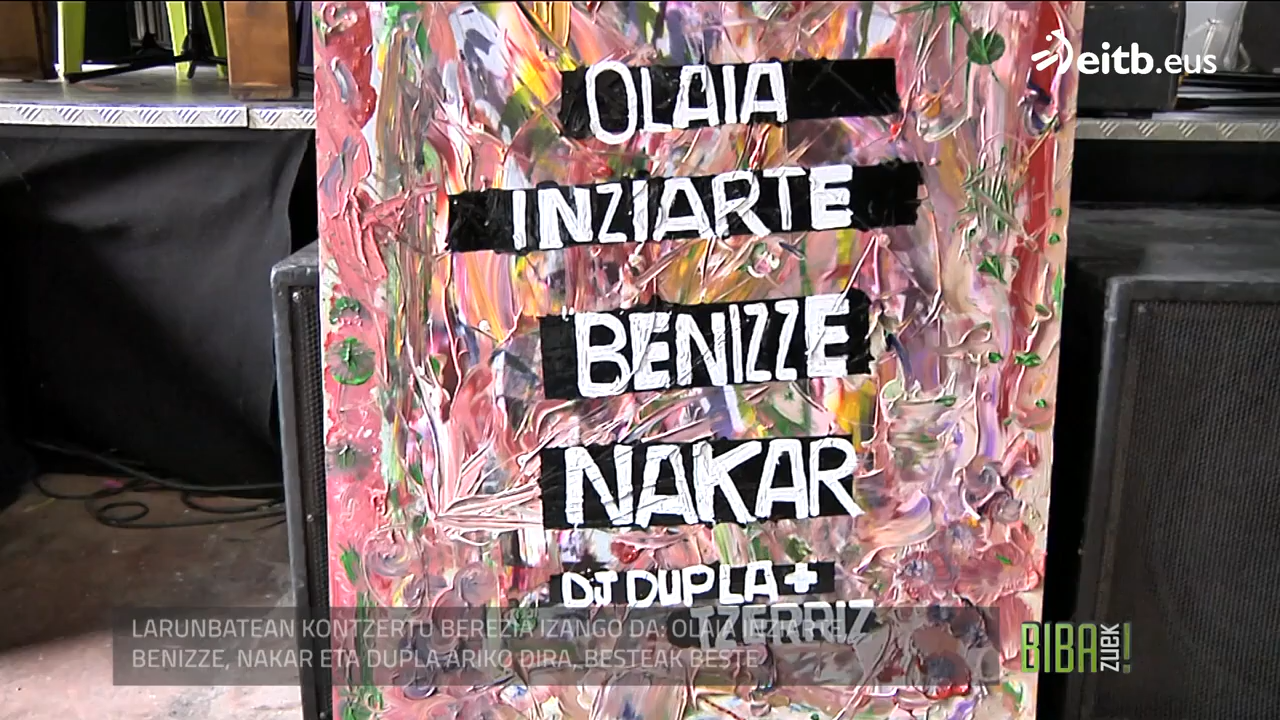 eitb.eus
OLAIA
INZIARTE
BENIZZE
NAKAR
DJ DUPLA +
TZERRIZ
LARUNBATEAN KONTZERTU BEREZIA IZANGO DA: OLAIA INZIARTE,
BENIZZE, NAKAR ETA DUPLA ARIKO DIRA, BESTEAK BESTE
BIBA ZUEK!